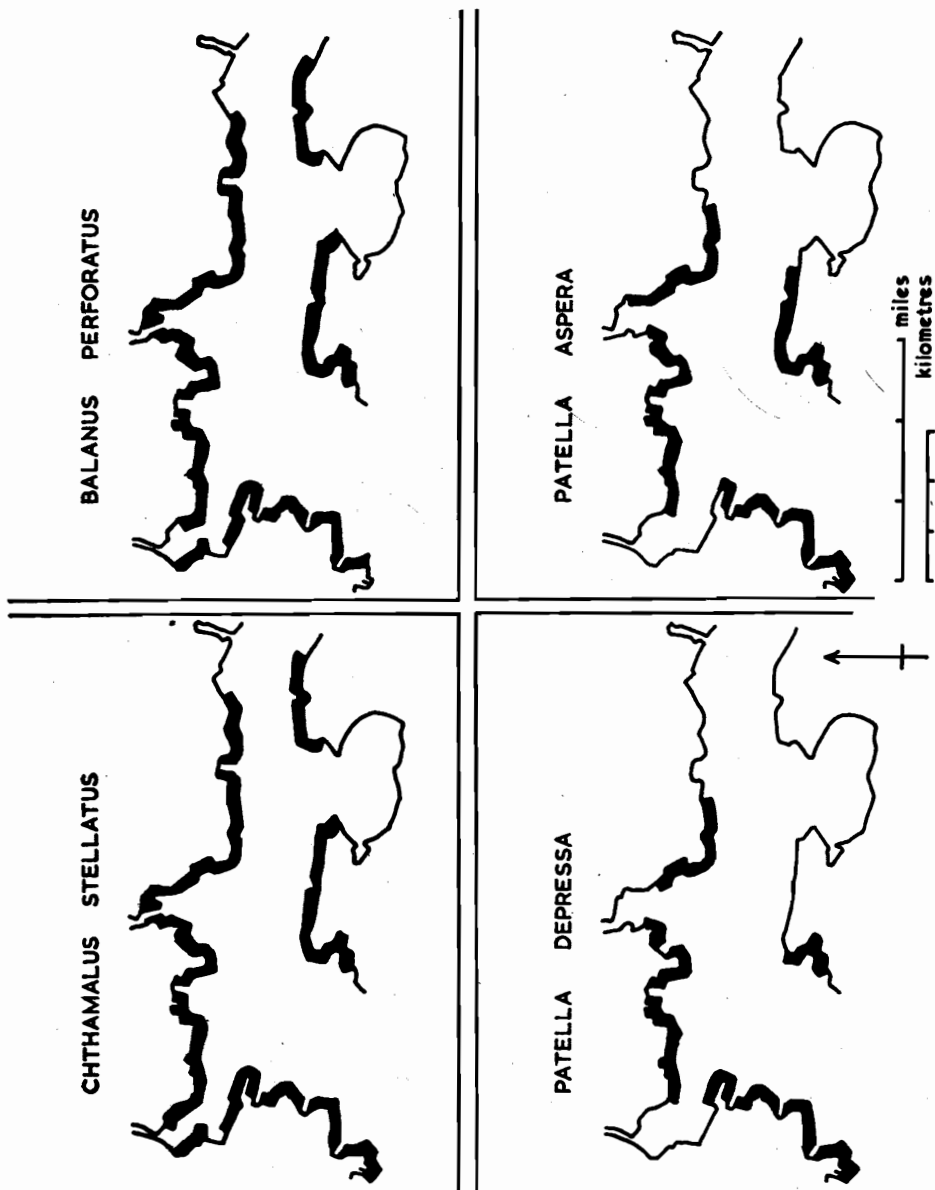 CHTHAMALUS STELLATUS
BALANUS PERFORATUS
PATELLA DEPRESSA
PATELLA ASPERA
miles
kilometres